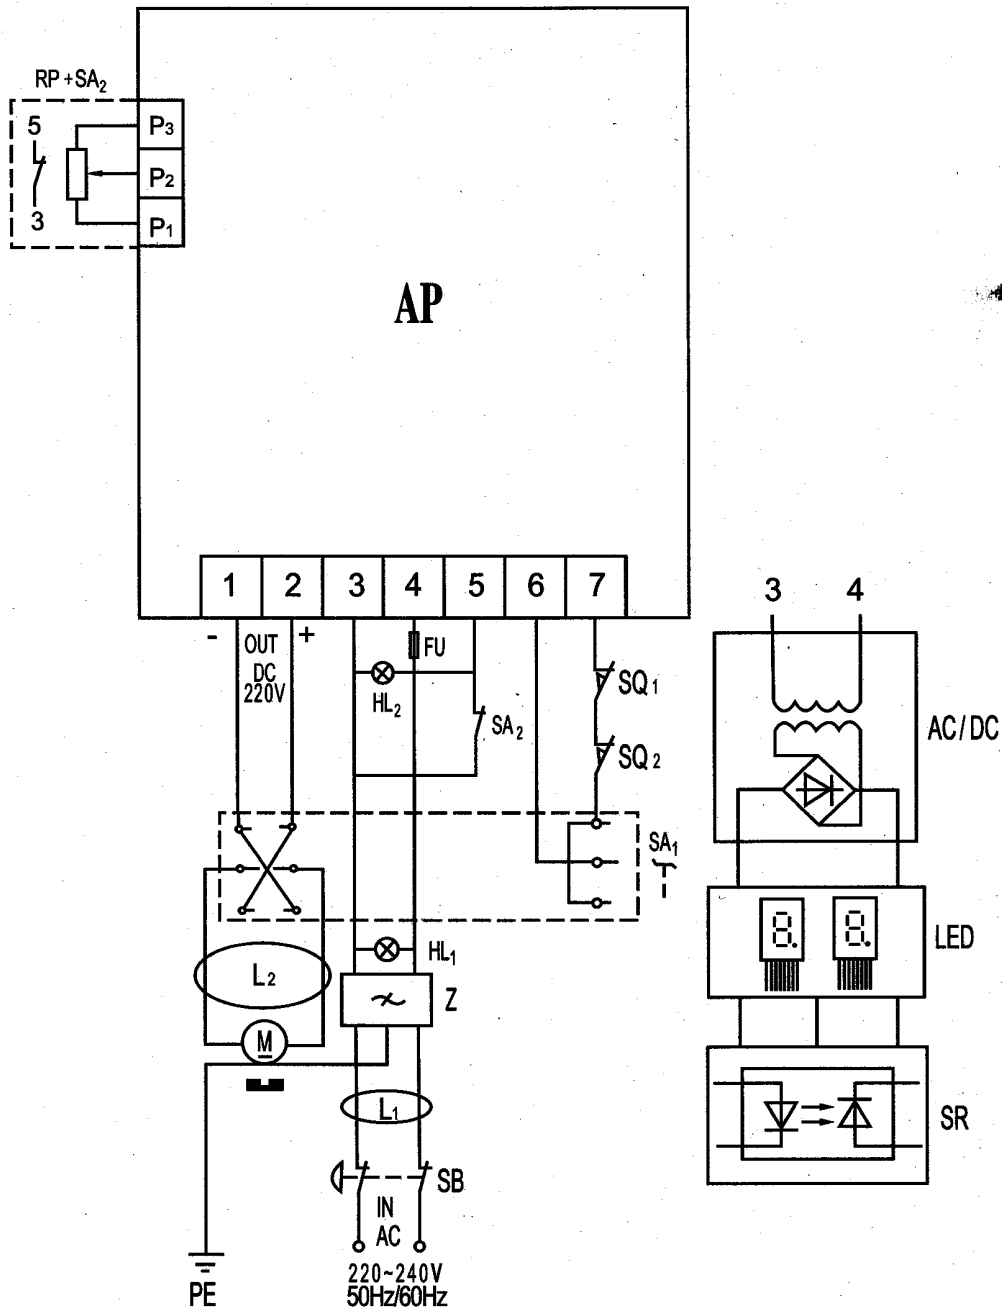 RP+SA2
5
3
P3
P2
P1
AP
1 2 3 4 5 6 7
- OUT +
DC
220V
FU
HL2
SA2
SQ1
SQ2
SA1
HL1
L2
Z
M
L1
SB
IN
AC
220~240V
50Hz/60Hz
PE
3 4
AC/DC
8. 8.
LED
SR